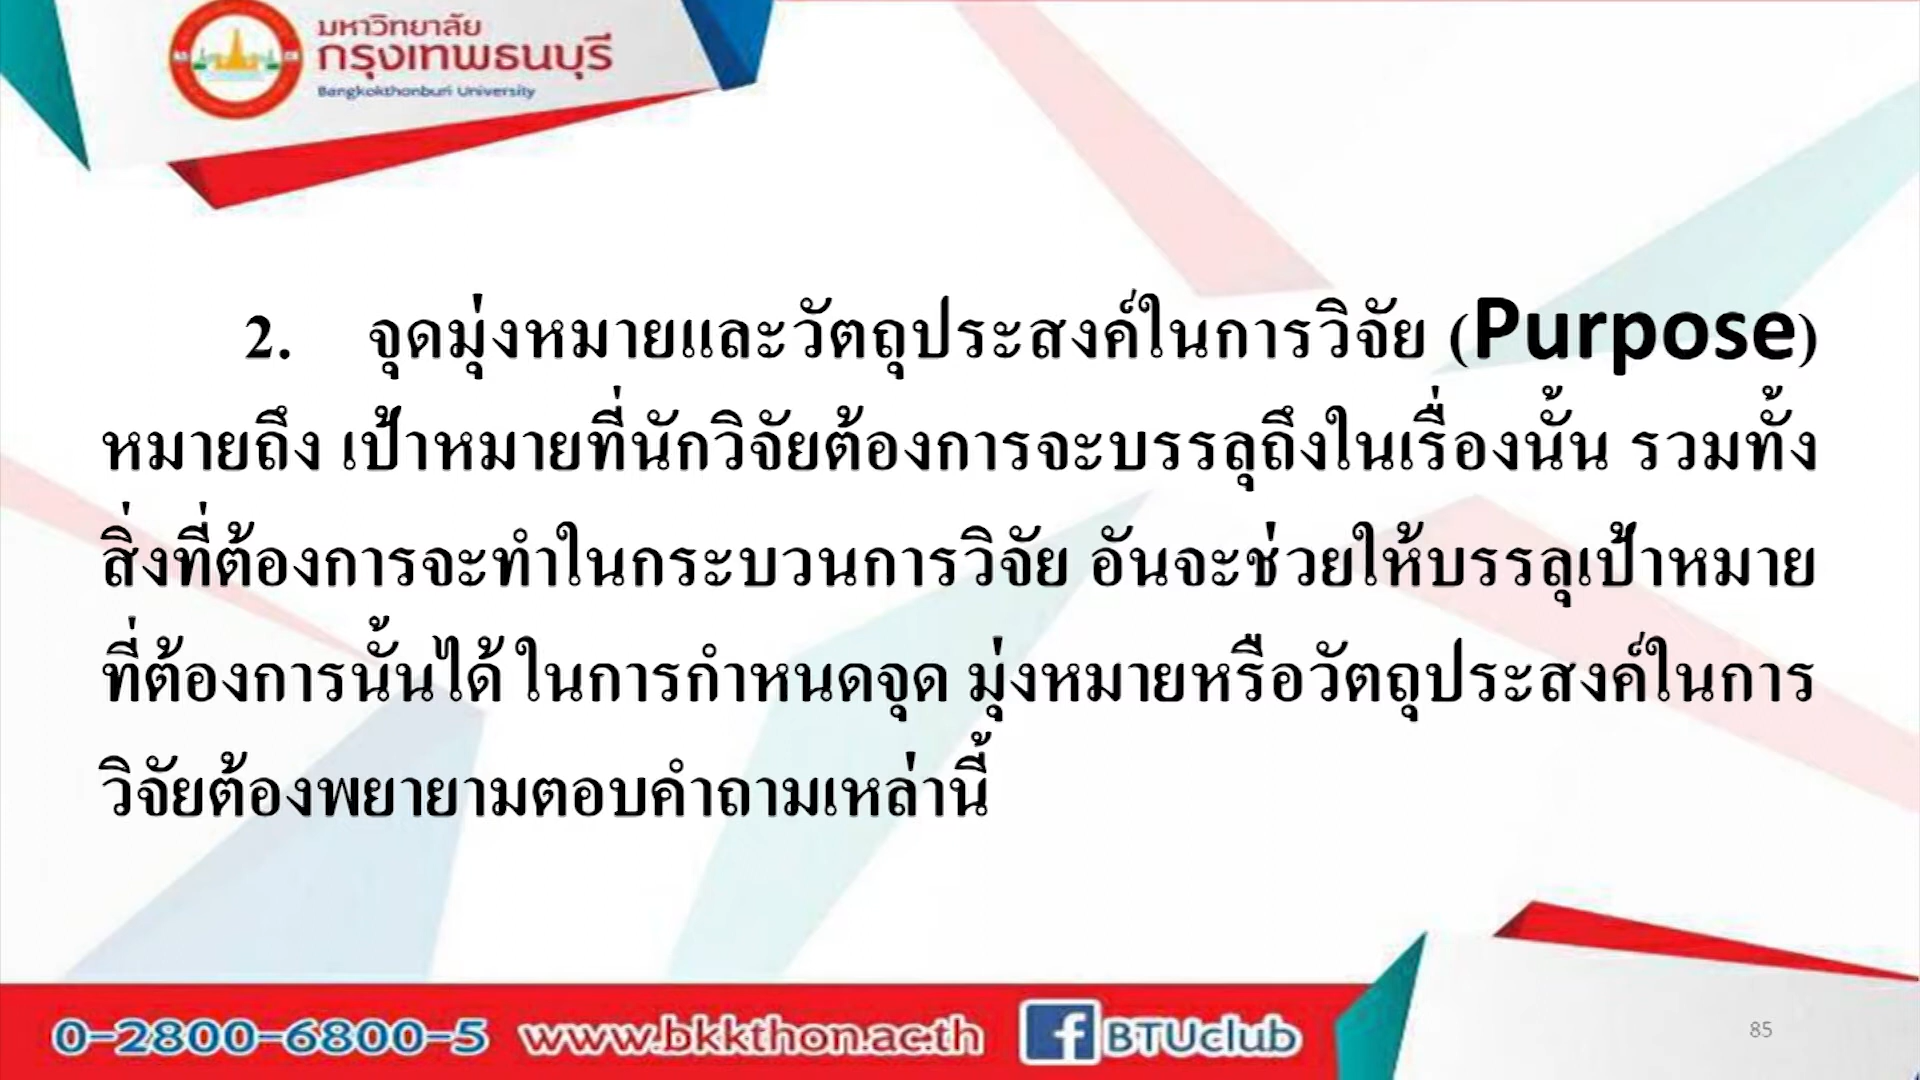 มหาวิทยาลัย
กรุงเทพธนบุรี
Bangkokthonburi University
2. จุดมุ่งหมายและวัตถุประสงค์ในการวิจัย (Purpose)
หมายถึง เป้าหมายที่นักวิจัยต้องการจะบรรลุถึงในเรื่องนั้น รวมทั้ง
สิ่งที่ต้องการจะทำในกระบวนการวิจัย อันจะช่วยให้บรรลุเป้าหมาย
ที่ต้องการนั้นได้ ในการกำหนดจุด มุ่งหมายหรือวัตถุประสงค์ในการ
วิจัยต้องพยายามตอบคำถามเหล่านี้
0-2800-6800-5 www.bkkthon.ac.th f BTUclub
85